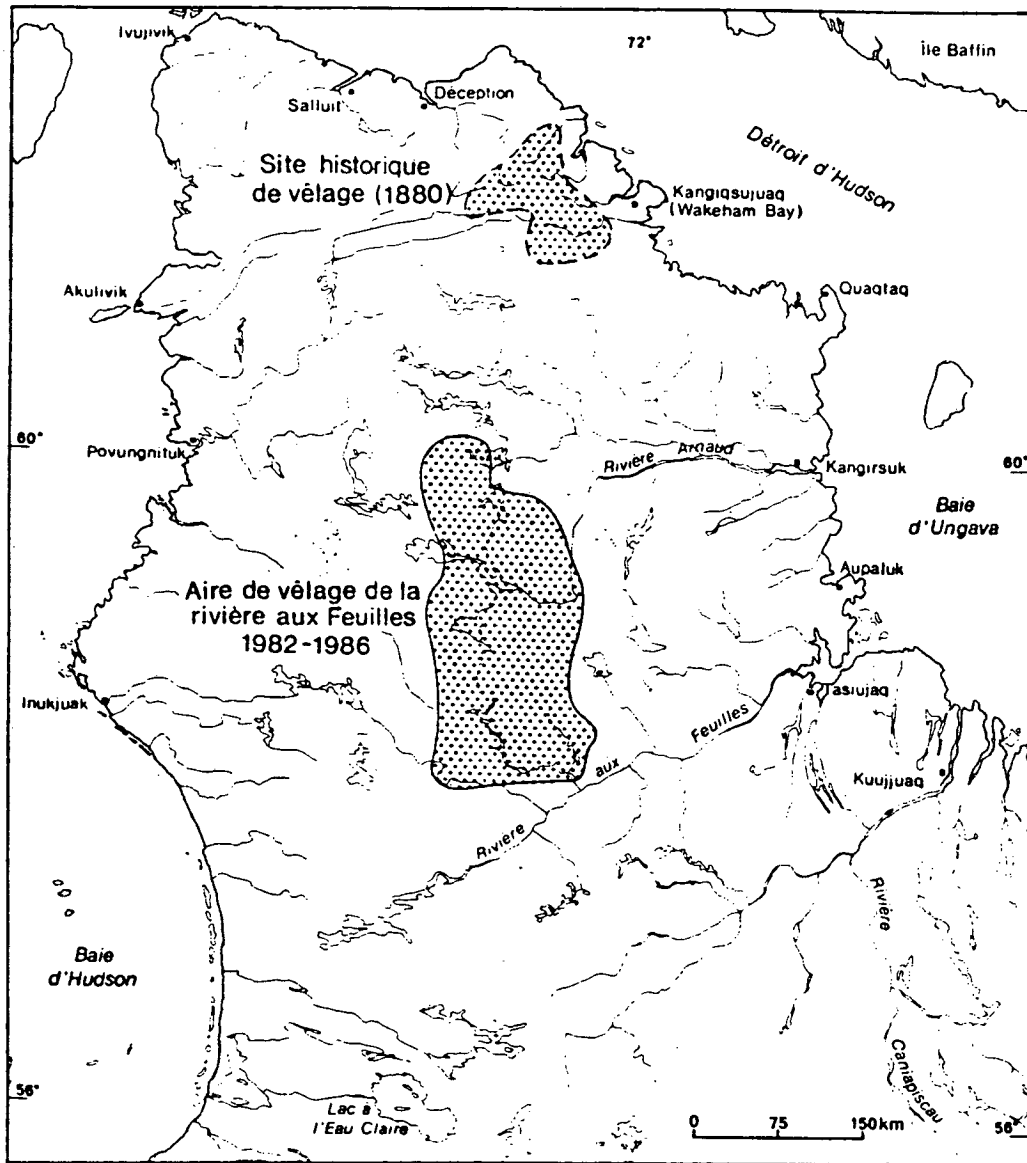 Ivujivik
72°
Île Baffin
Salluit
Déception
Détroit d'Hudson
Site historique
de vêlage (1880)
Kangiqsujuaq
(Wakeham Bay)
Akulivik
Quaqtaq
60°
Povungnituk
Rivière Arnaud
Kangirsuk
60°
Baie
d'Ungava
Aupaluk
Aire de vêlage de la
rivière aux Feuilles
1982-1986
Inukjuak
Tasiujaq
Rivière aux Feuilles
Kuujjuaq
Rivière Caniapiscau
Baie
d'Hudson
56°
Lac à
l'Eau Claire
0 75 150km
56°